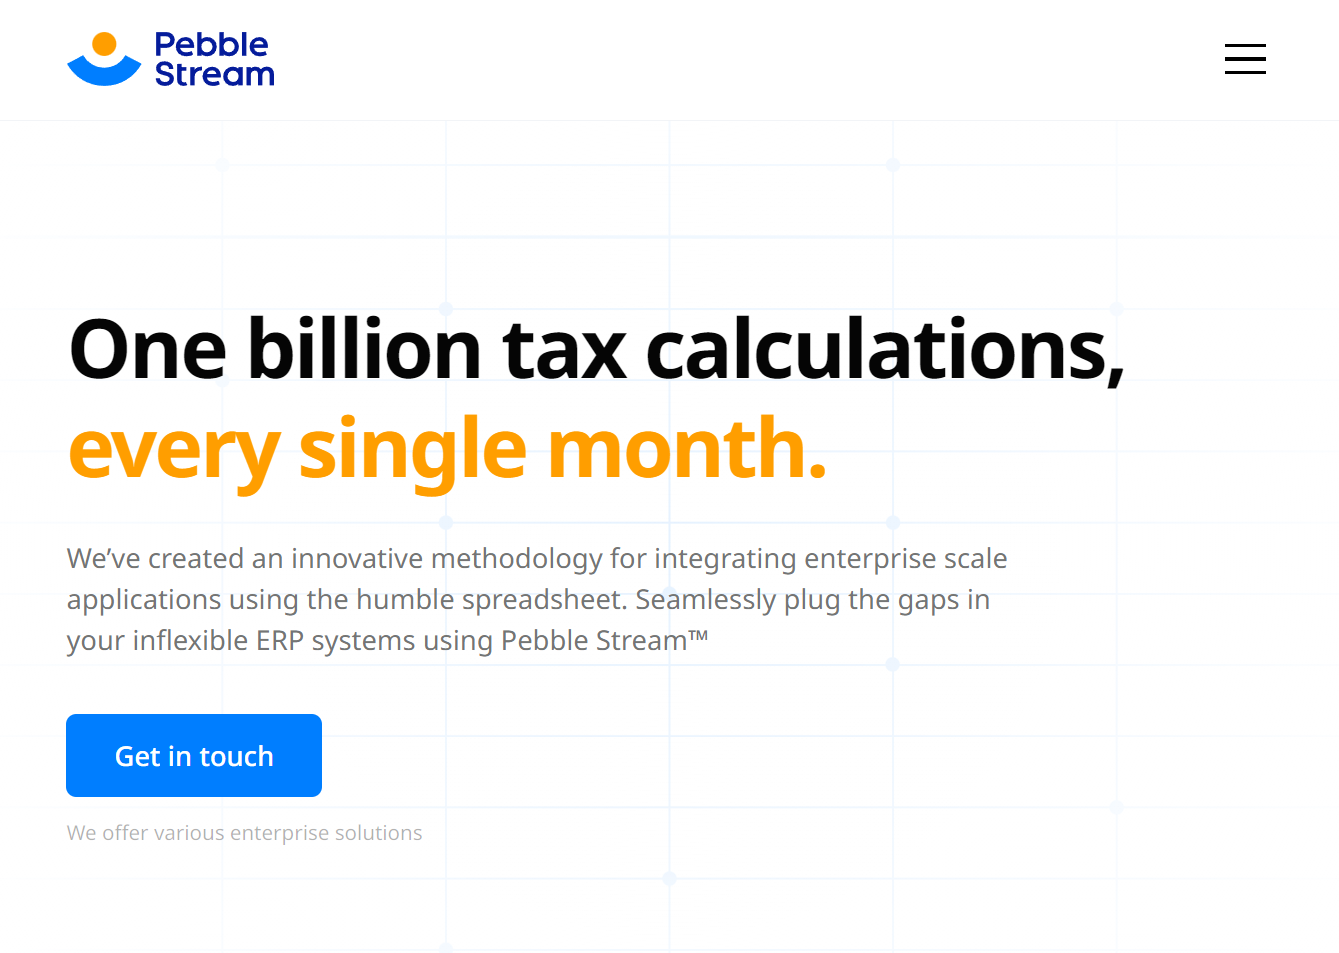 Pebble
Stream
One billion tax calculations,
every single month.
We’ve created an innovative methodology for integrating enterprise scale
applications using the humble spreadsheet. Seamlessly plug the gaps in
your inflexible ERP systems using Pebble Stream™
Get in touch
We offer various enterprise solutions